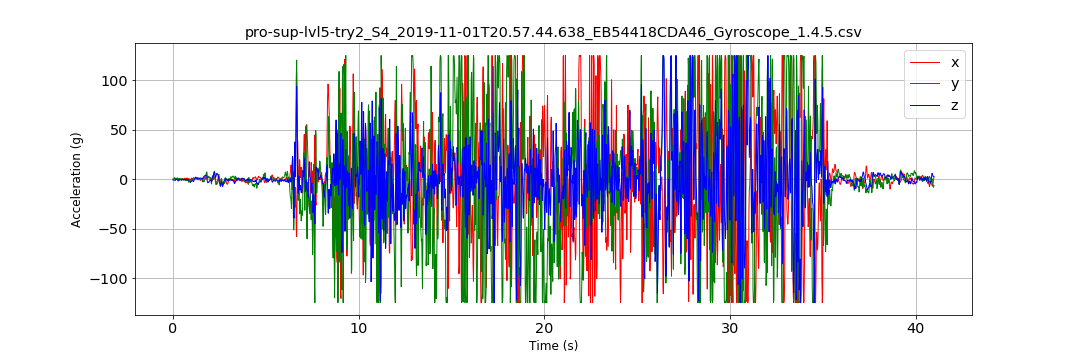 pro-sup-lvl5-try2_S4_2019-11-01T20.57.44.638_EB54418CDA46_Gyroscope_1.4.5.csv
x
y
z
Acceleration (g)
100
50
0
−50
−100
0 10 20 30 40
Time (s)